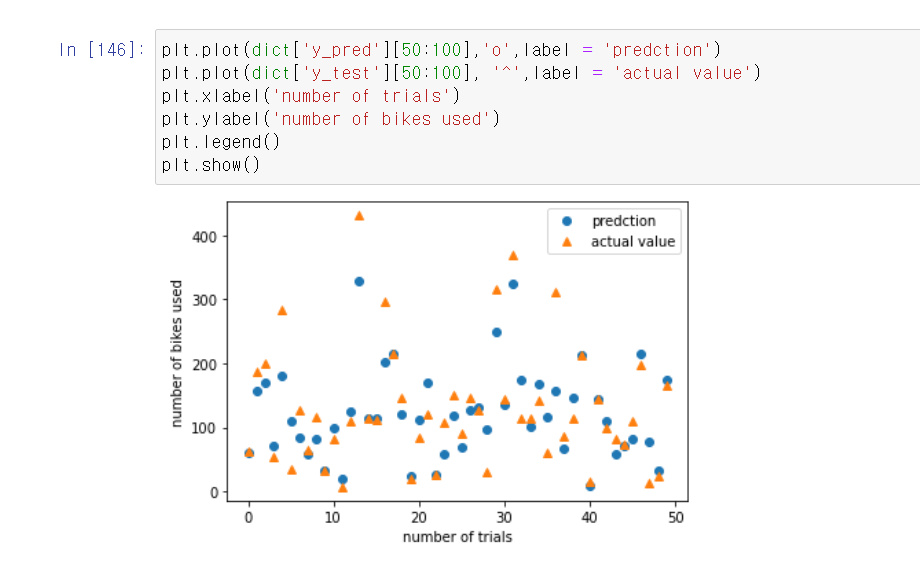 In [146]: plt.plot(dict['y_pred'][50:100],'o',label = 'predction')
plt.plot(dict['y_test'][50:100], '^',label = 'actual value')
plt.xlabel('number of trials')
plt.ylabel('number of bikes used')
plt.legend()
plt.show()
predction
actual value
400
300
200
100
0
number of bikes used
0 10 20 30 40 50
number of trials